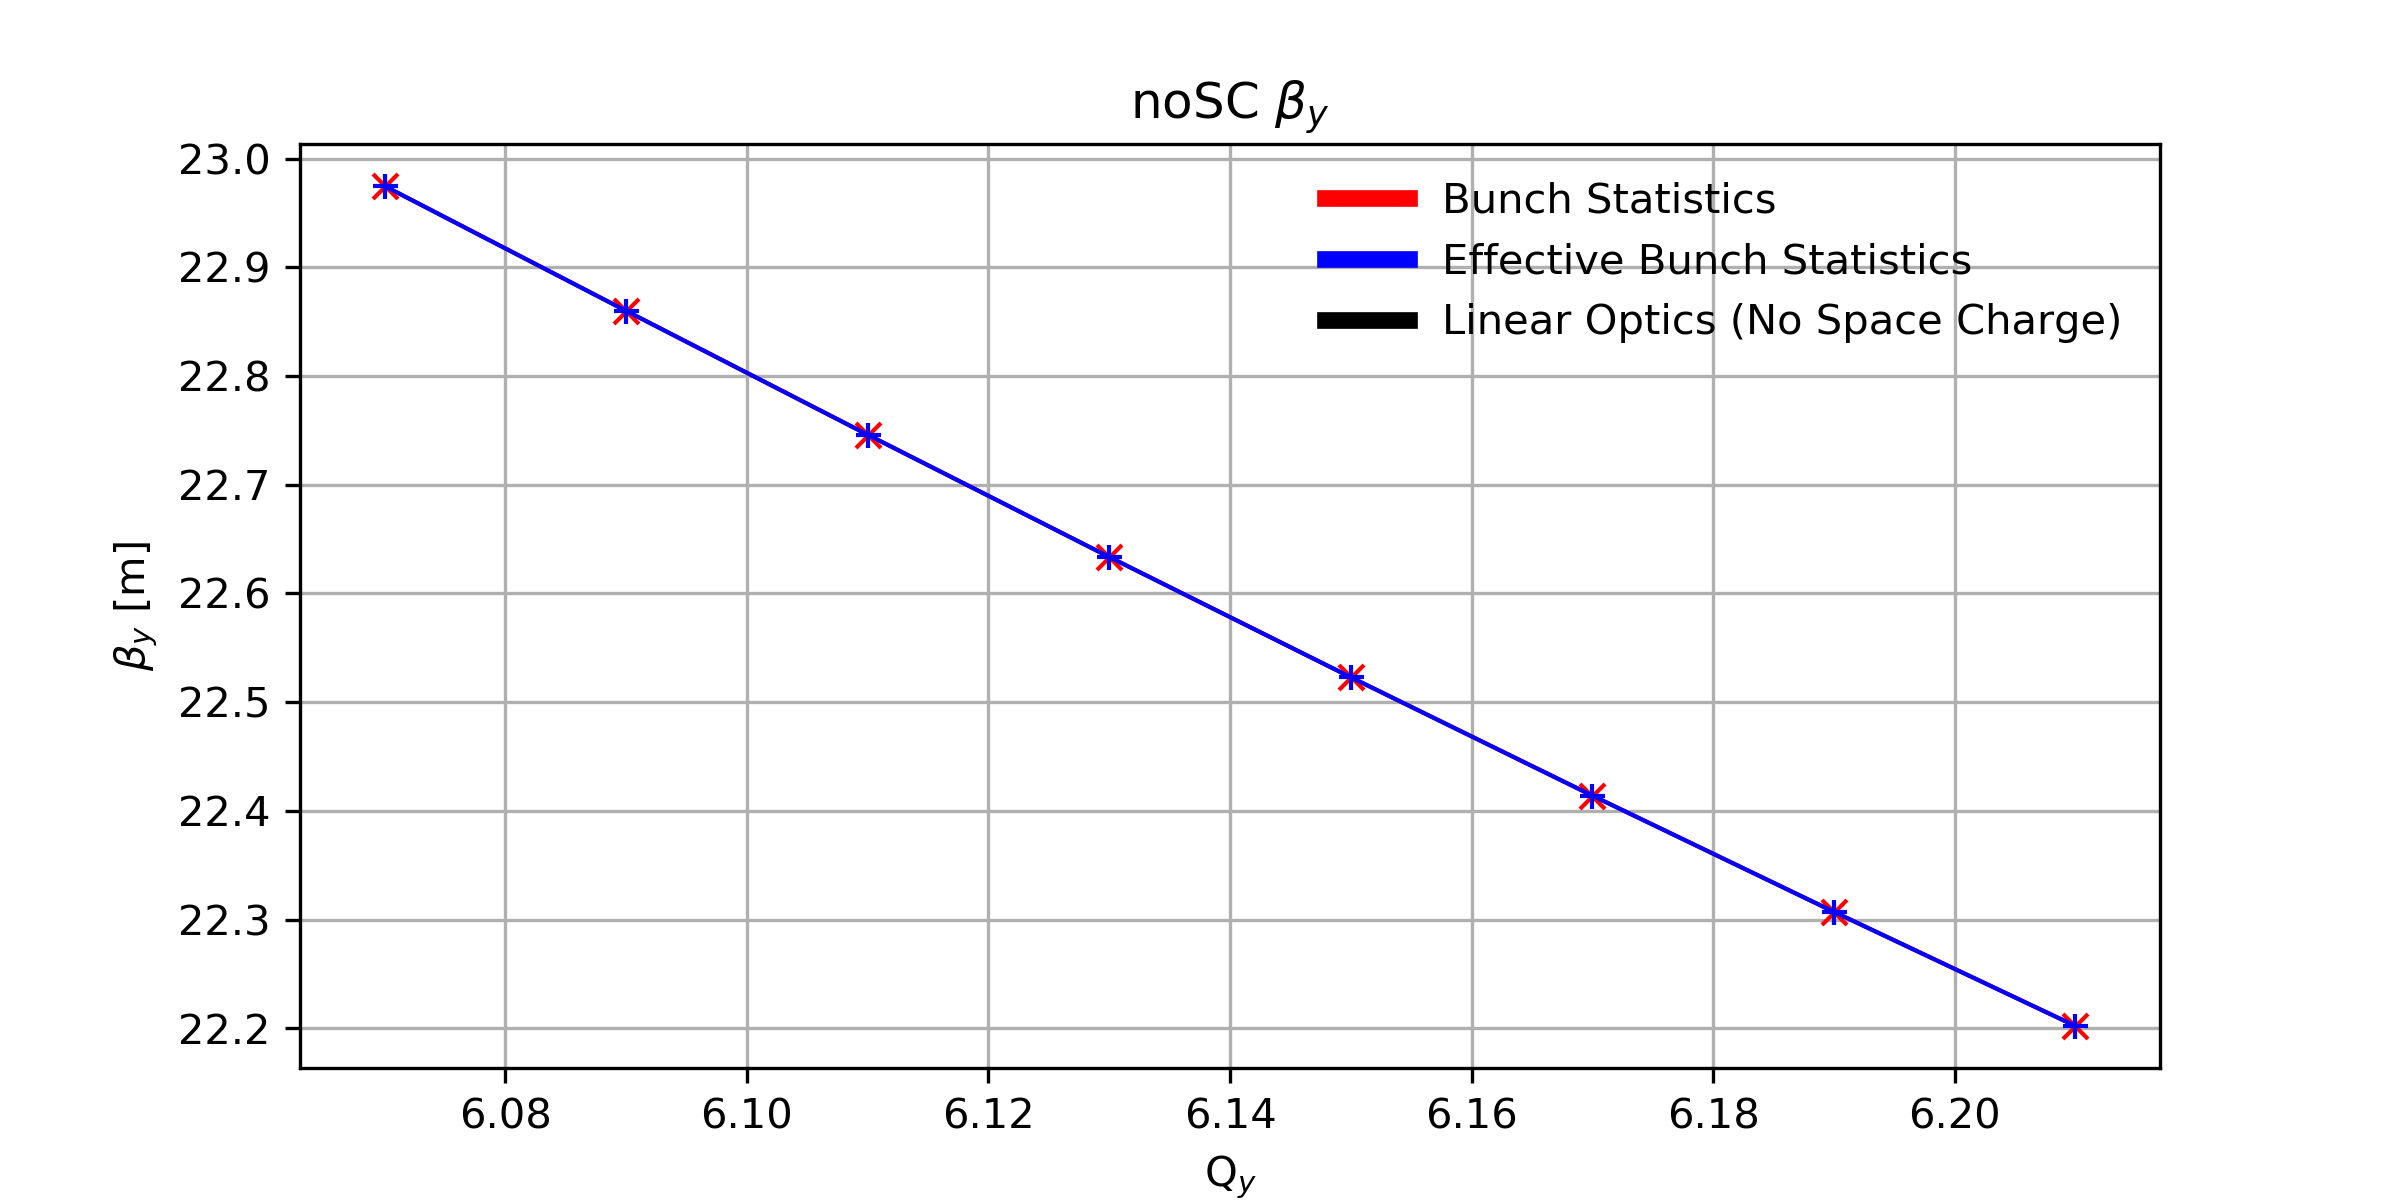 noSC βy
23.0
22.9
22.8
22.7
22.6
22.5
22.4
22.3
22.2
βy [m]
Bunch Statistics
Effective Bunch Statistics
Linear Optics (No Space Charge)
6.08 6.10 6.12 6.14 6.16 6.18 6.20
Qy